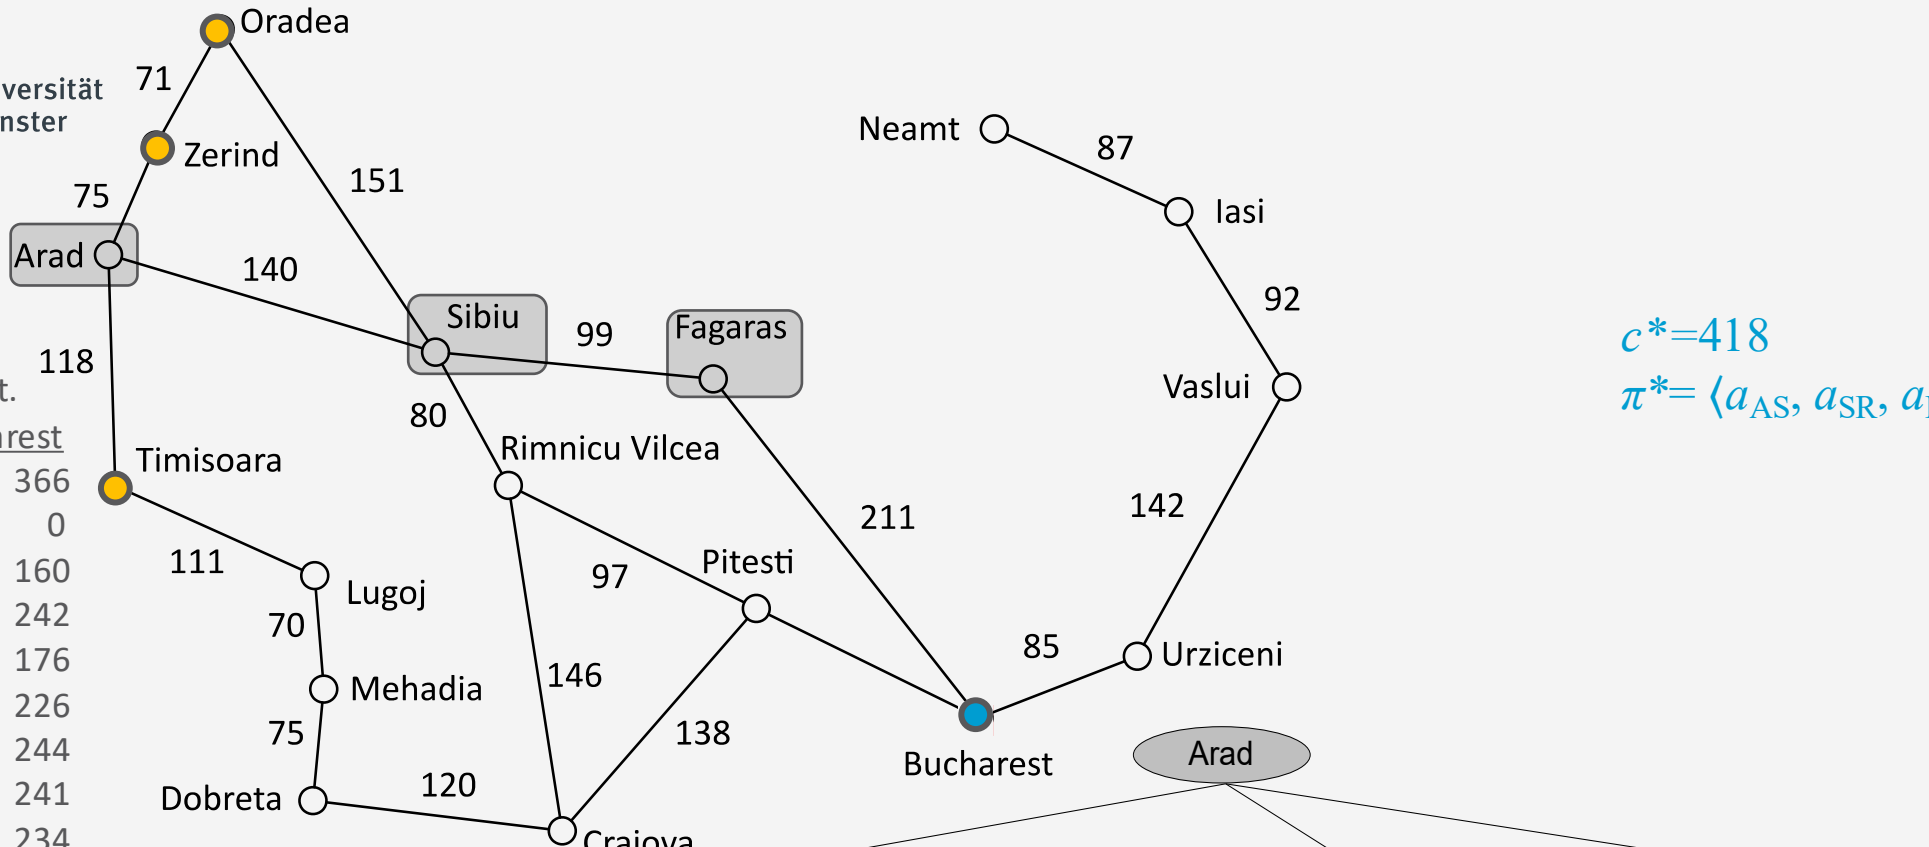 Oradea
71
versität
nster
Neamt
87
Zerind
151
75
Iasi
Arad
140
92
Sibiu
Fagaras
99
c*=418
118
t.
Vaslui
π*= ⟨aAS, aSR, a
80
arest
Rimnicu Vilcea
Timisoara
366
142
211
0
111
Pitesti
160
97
Lugoj
242
70
85
Urziceni
176
146
Mehadia
226
75
138
244
Arad
Bucharest
241
120
Dobreta
234
Craiova